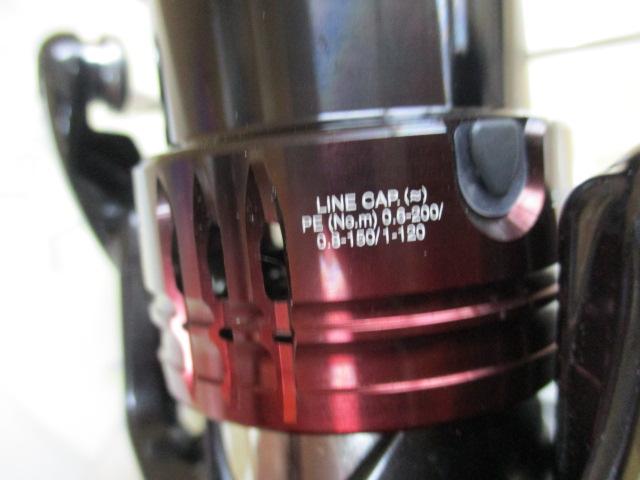 LINE CAP. (≈)
PE (No.m) 0.6-200/
0.8-150/1-120